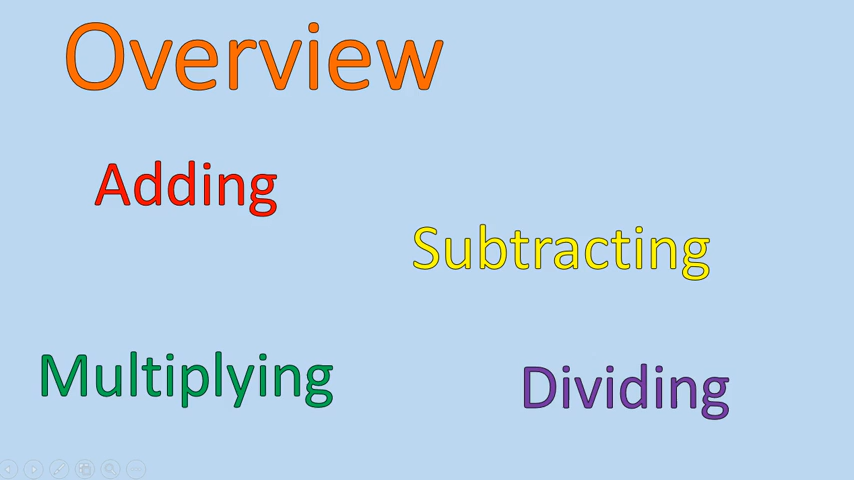 Overview
Adding
Subtracting
Multiplying
Dividing